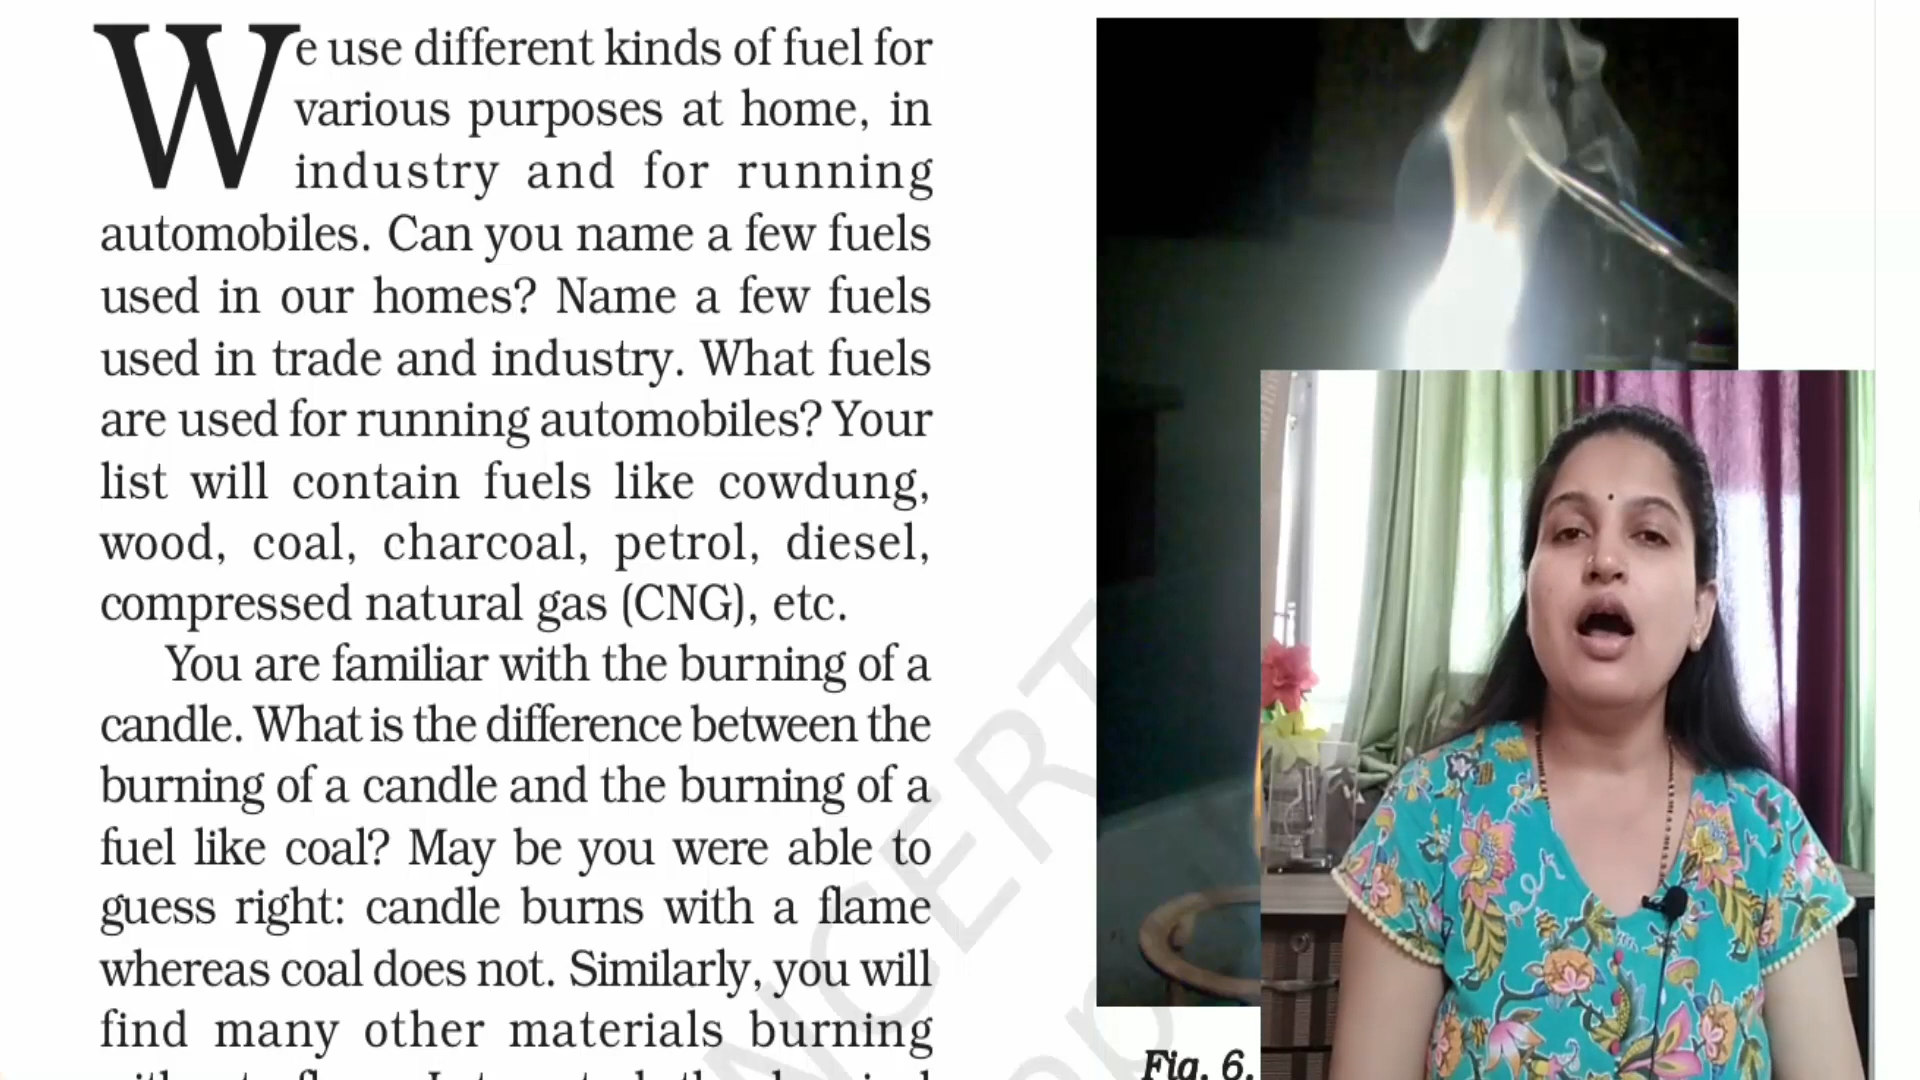 We use different kinds of fuel for
various purposes at home, in
industry and for running
automobiles. Can you name a few fuels
used in our homes? Name a few fuels
used in trade and industry. What fuels
are used for running automobiles? Your
list will contain fuels like cowdung,
wood, coal, charcoal, petrol, diesel,
compressed natural gas (CNG), etc.
You are familiar with the burning of a
candle. What is the difference between the
burning of a candle and the burning of a
fuel like coal? May be you were able to
guess right: candle burns with a flame
whereas coal does not. Similarly, you will
find many other materials burning
NCERT
Fig. 6.